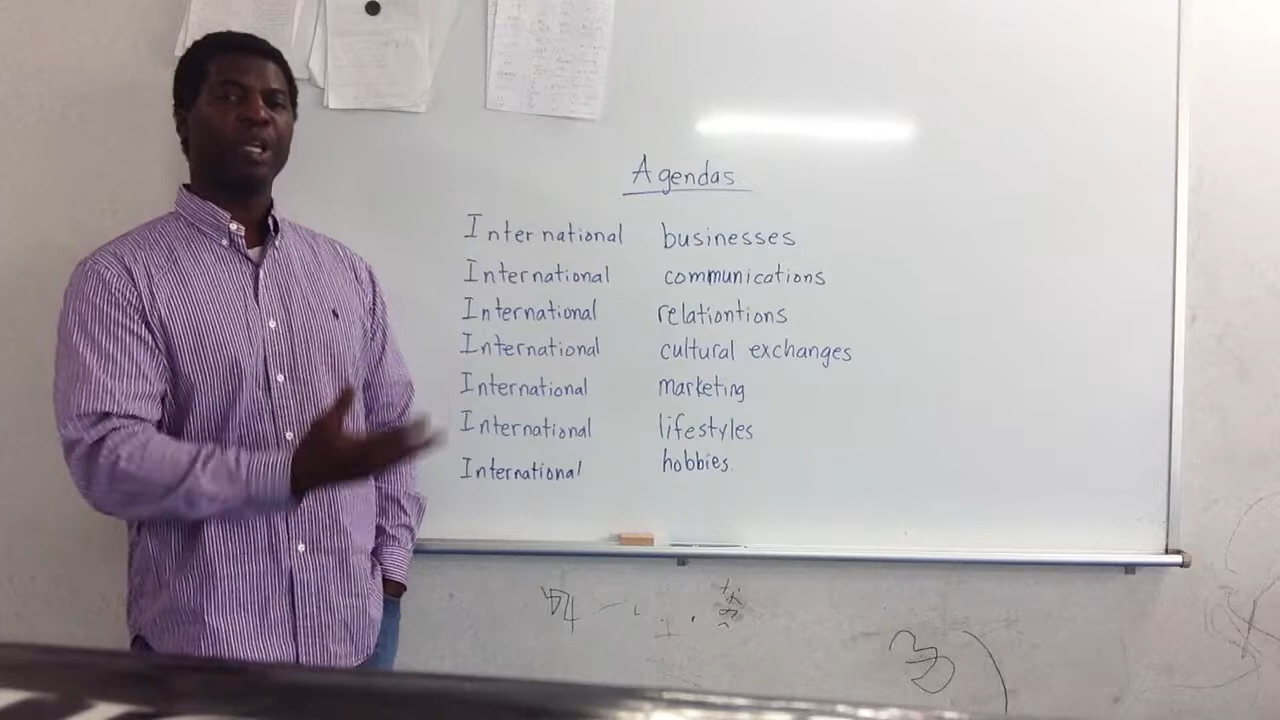 Agendas
International businesses
International communications
International relationtions
International cultural exchanges
International marketing
International lifestyles
International hobbies.